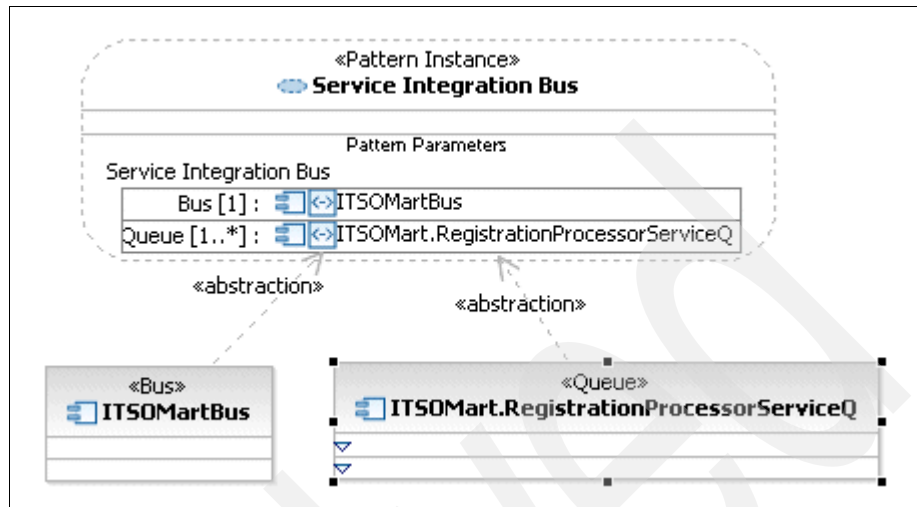 «Pattern Instance»
Service Integration Bus
Pattern Parameters
Service Integration Bus
Bus [1] : ITSOMartBus
Queue [1..*] : ITSOMart.RegistrationProcessorServiceQ
«abstraction»
«abstraction»
«Bus»
ITSOMartBus
«Queue»
ITSOMart.RegistrationProcessorServiceQ